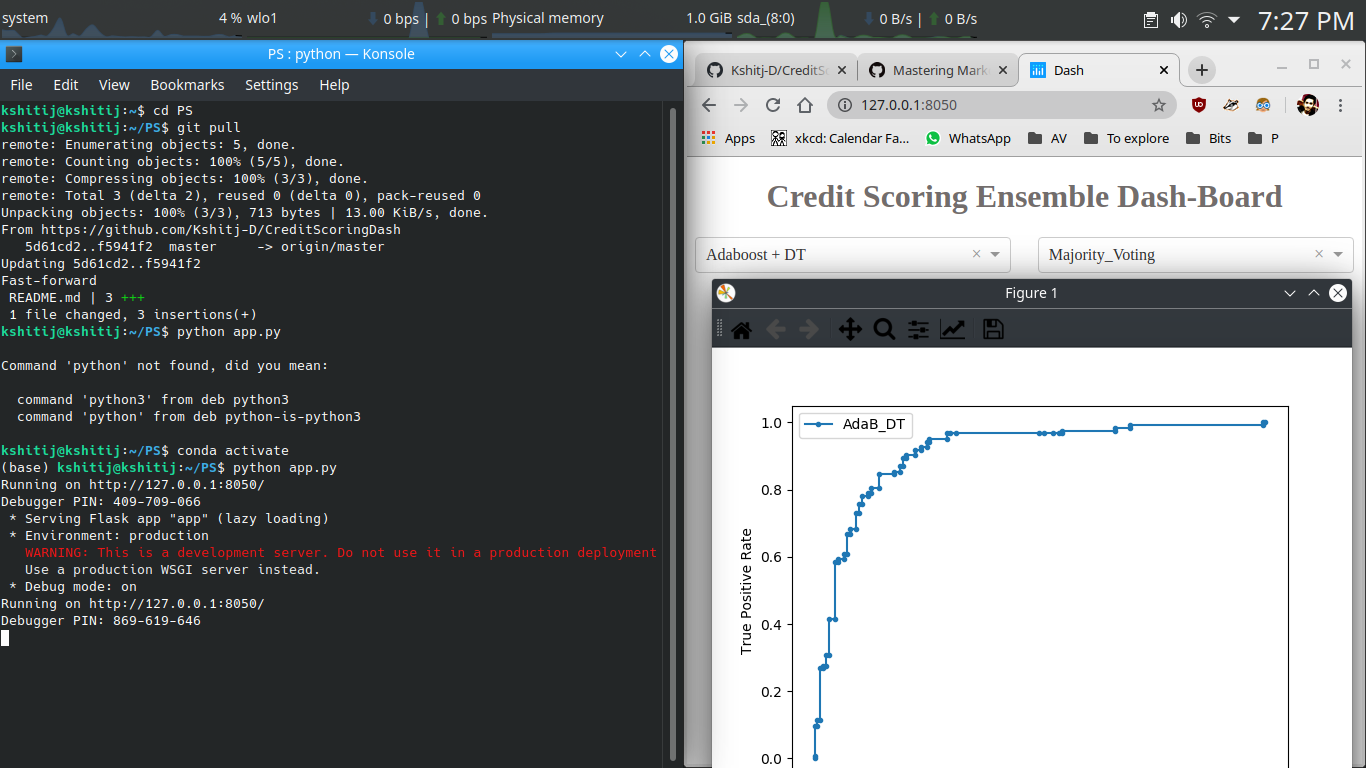 system
4 % wlo1
0 bps | 0 bps Physical memory
1.0 GiB sda_(8:0)
0 B/s | 0 B/s
7:27 PM
PS : python — Konsole
File Edit View Bookmarks Settings Help
kshitij@kshitij:~$ cd PS
kshitij@kshitij:~/PS$ git pull
remote: Enumerating objects: 5, done.
remote: Counting objects: 100% (5/5), done.
remote: Compressing objects: 100% (3/3), done.
remote: Total 3 (delta 2), reused 0 (delta 0), pack-reused 0
Unpacking objects: 100% (3/3), 713 bytes | 13.00 KiB/s, done.
From https://github.com/Kshitj-D/CreditScoringDash
5d61cd2..f5941f2 master -> origin/master
Updating 5d61cd2..f5941f2
Fast-forward
README.md | 3 +++
1 file changed, 3 insertions(+)
kshitij@kshitij:~/PS$ python app.py
Command 'python' not found, did you mean:
command 'python3' from deb python3
command 'python' from deb python-is-python3
kshitij@kshitij:~/PS$ conda activate
(base) kshitij@kshitij:~/PS$ python app.py
Running on http://127.0.0.1:8050/
Debugger PIN: 409-709-066
* Serving Flask app "app" (lazy loading)
* Environment: production
WARNING: This is a development server. Do not use it in a production deployment
Use a production WSGI server instead.
* Debug mode: on
Running on http://127.0.0.1:8050/
Debugger PIN: 869-619-646
Kshitj-D/CreditSc
Mastering Mark
Dash
127.0.0.1:8050
Apps
xkcd: Calendar Fa...
WhatsApp
AV
To explore
Bits
P
Credit Scoring Ensemble Dash-Board
Adaboost + DT
Majority_Voting
Figure 1
AdaB_DT
True Positive Rate
1.0
0.8
0.6
0.4
0.2
0.0